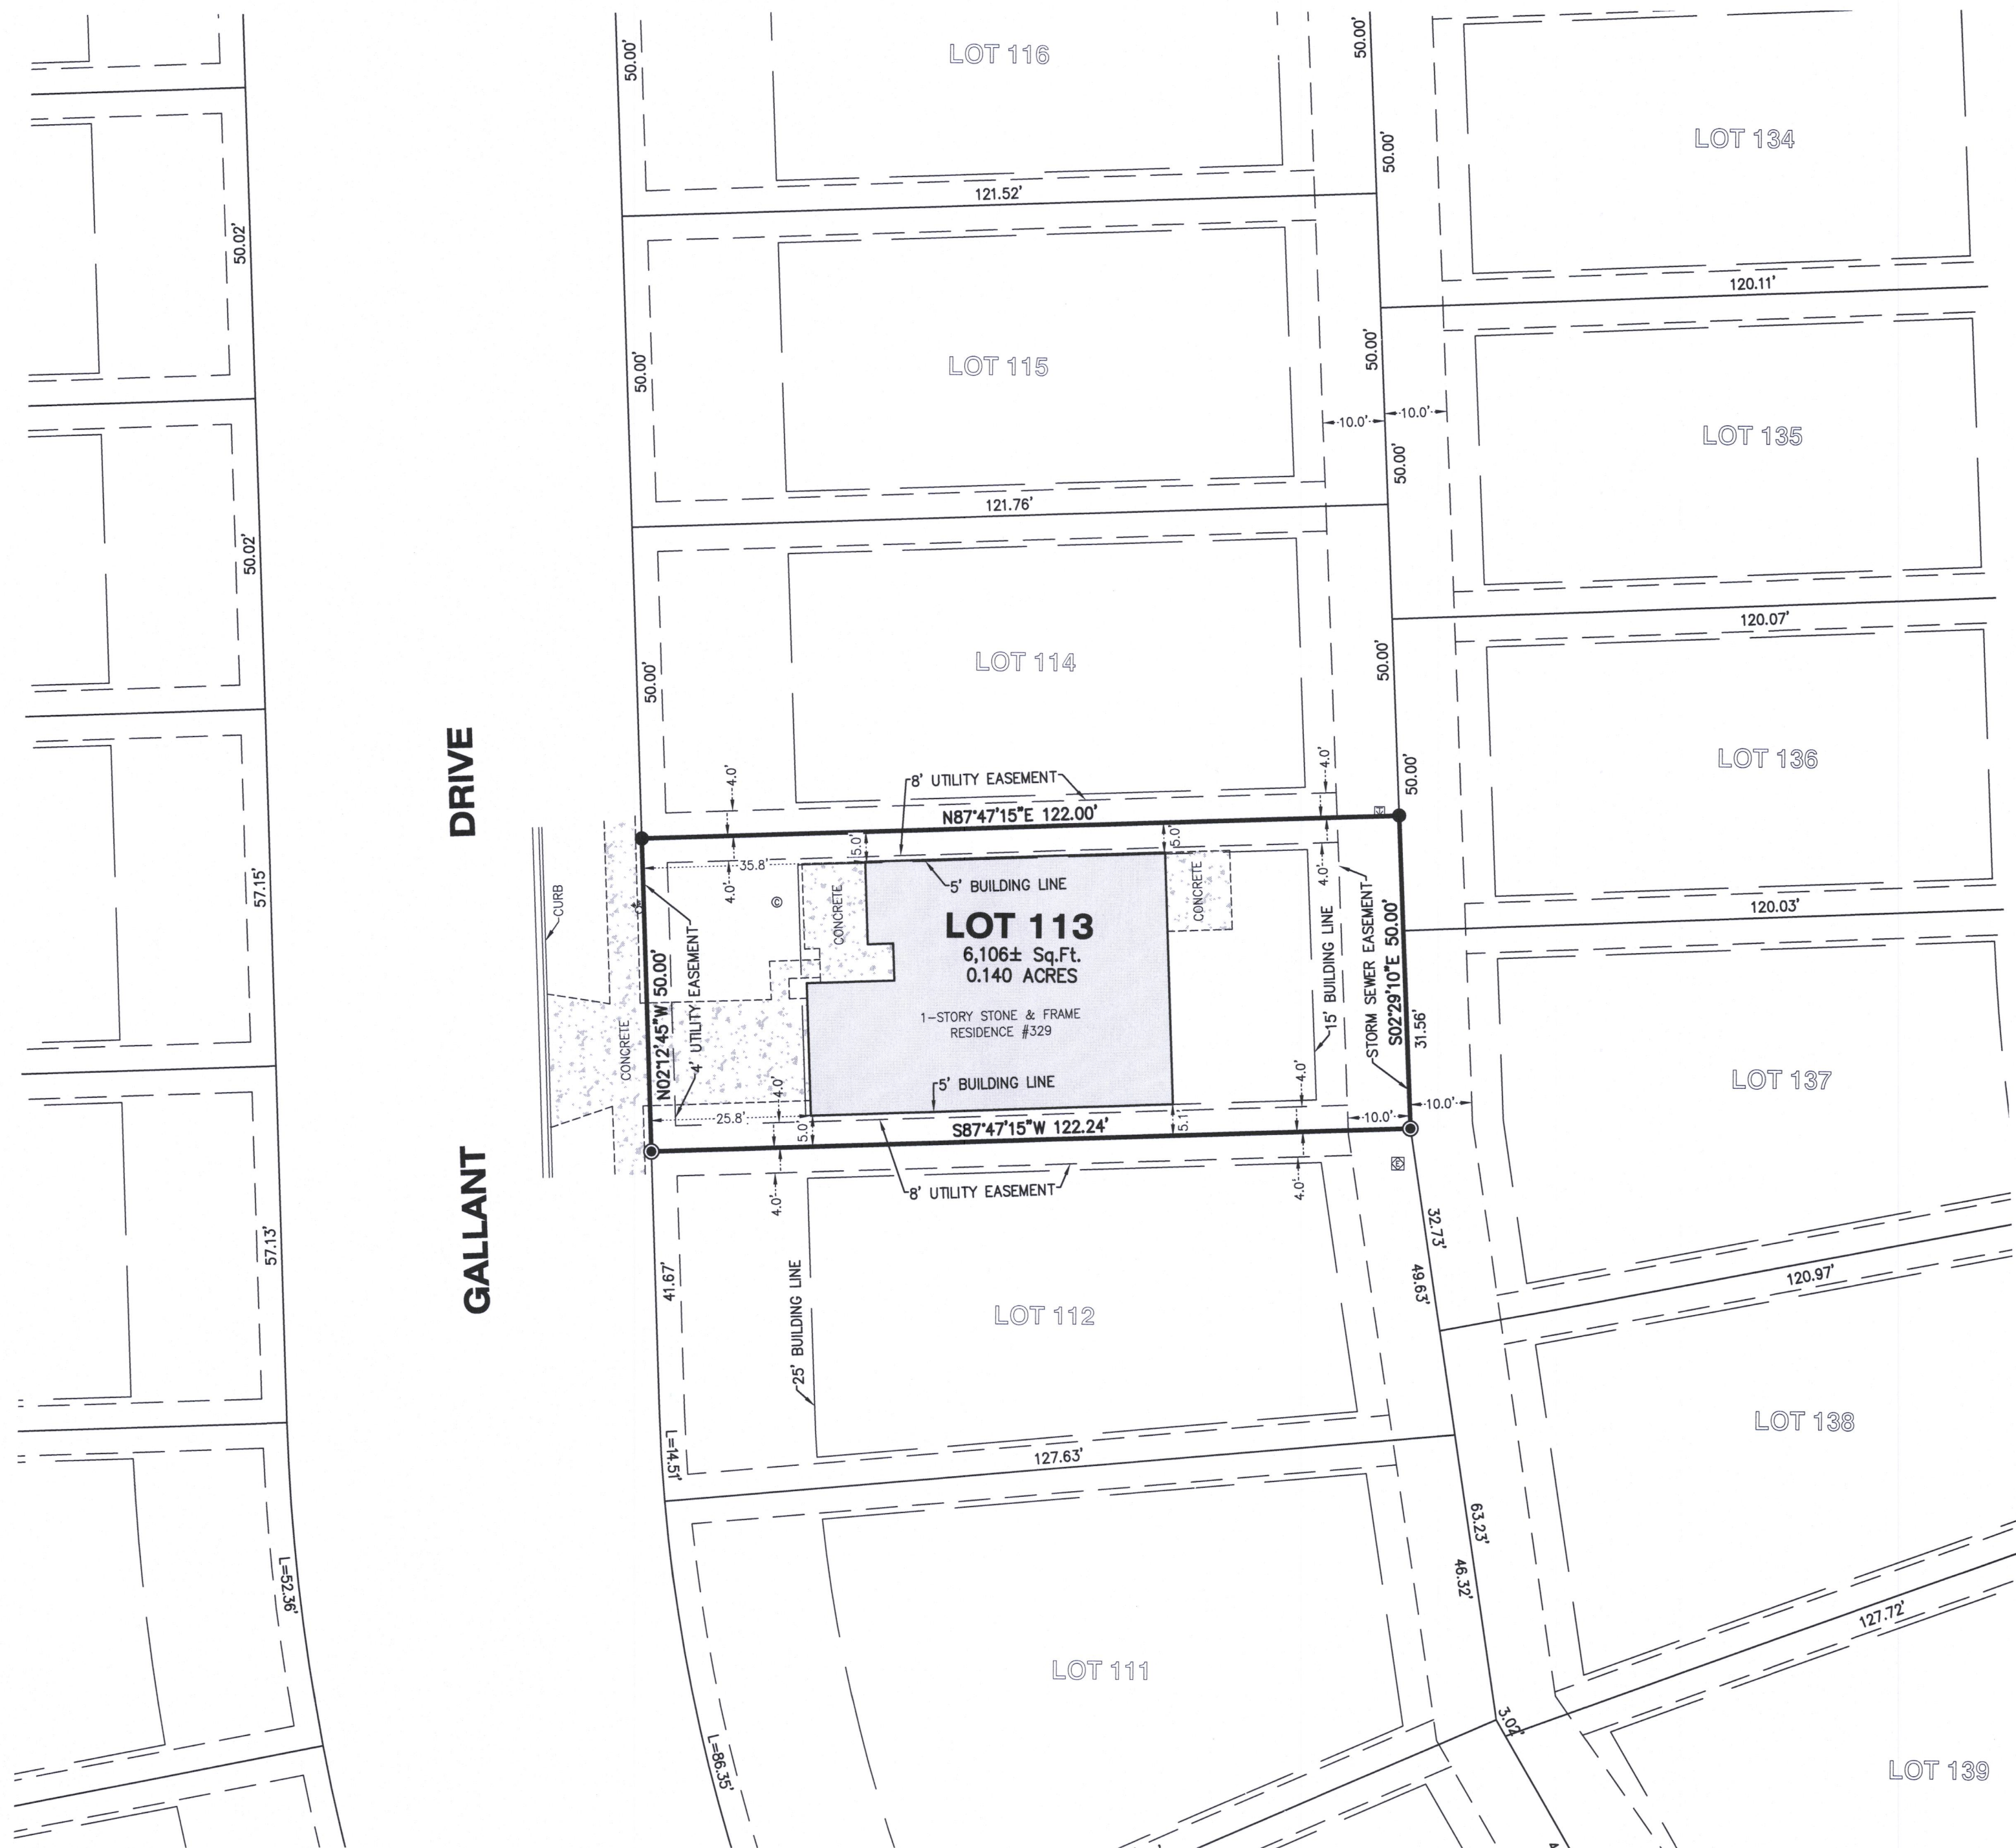 LOT 116
50.00'
50.00'
50.00'
LOT 134
121.52'
50.02'
120.11'
50.00'
LOT 115
50.00'
10.0'
10.0'
LOT 135
50.00'
121.76'
50.02'
120.07'
50.00'
LOT 114
50.00'
LOT 136
DRIVE
GALLANT
4.0'
8' UTILITY EASEMENT
4.0'
50.00'
N87°47'15"E 122.00'
5.0'
5.0'
35.8'
4.0'
4.0'
57.15'
CURB
CONCRETE
5' BUILDING LINE
CONCRETE
LOT 113
6,106± Sq.Ft.
0.140 ACRES
1-STORY STONE & FRAME
RESIDENCE #329
120.03'
N02°12'45"W 50.00'
4' UTILITY EASEMENT
CONCRETE
15' BUILDING LINE
STORM SEWER EASEMENT
S02°29'10"E 50.00'
31.56'
LOT 137
5' BUILDING LINE
4.0'
4.0'
25.8'
5.0'
S87°47'15"W 122.24'
5.1'
10.0'
10.0'
4.0'
8' UTILITY EASEMENT
4.0'
57.13'
41.67'
25' BUILDING LINE
LOT 112
32.73'
49.63'
120.97'
LOT 138
L=14.51'
127.63'
L=52.36'
63.23'
46.32'
127.72'
LOT 111
L=86.35'
3.02'
LOT 139